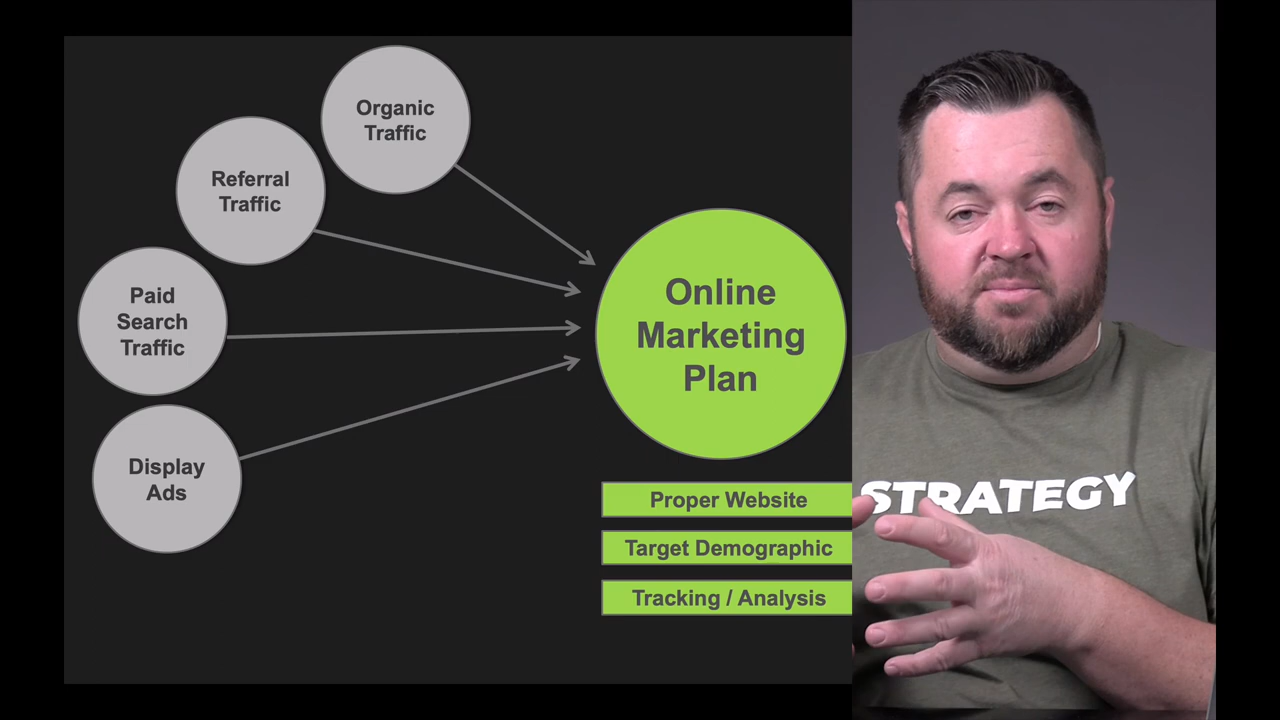 Organic
Traffic
Referral
Traffic
Paid
Search
Traffic
Display
Ads
Online
Marketing
Plan
Proper Website
Target Demographic
Tracking / Analysis
STRATEGY